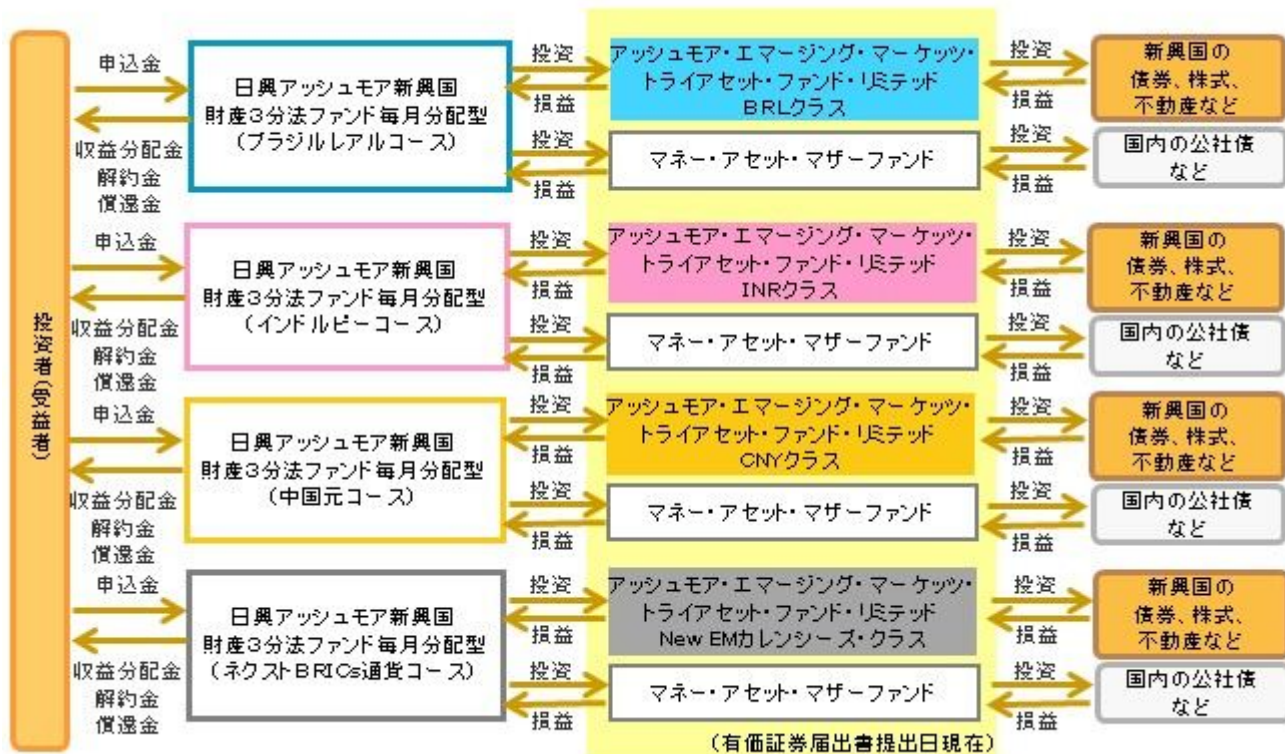 投資者(受益者)
申込金
収益分配金
解約金
償還金
日興アッシュモア新興国
財産3分法ファンド毎月分配型
(ブラジルレアルコース)
投資
損益
投資
損益
アッシュモア・エマージング・マーケッツ・
トライアセット・ファンド・リミテッド
BRLクラス
マネー・アセット・マザーファンド
投資
損益
投資
損益
新興国の
債券、株式、
不動産など
国内の公社債
など
申込金
収益分配金
解約金
償還金
日興アッシュモア新興国
財産3分法ファンド毎月分配型
(インドルピーコース)
投資
損益
投資
損益
アッシュモア・エマージング・マーケッツ・
トライアセット・ファンド・リミテッド
INRクラス
マネー・アセット・マザーファンド
投資
損益
投資
損益
新興国の
債券、株式、
不動産など
国内の公社債
など
申込金
収益分配金
解約金
償還金
日興アッシュモア新興国
財産3分法ファンド毎月分配型
(中国元コース)
投資
損益
投資
損益
アッシュモア・エマージング・マーケッツ・
トライアセット・ファンド・リミテッド
CNYクラス
マネー・アセット・マザーファンド
投資
損益
投資
損益
新興国の
債券、株式、
不動産など
国内の公社債
など
申込金
収益分配金
解約金
償還金
日興アッシュモア新興国
財産3分法ファンド毎月分配型
(ネクストBRICs通貨コース)
投資
損益
投資
損益
アッシュモア・エマージング・マーケッツ・
トライアセット・ファンド・リミテッド
New EMカレンシーズ・クラス
マネー・アセット・マザーファンド
投資
損益
投資
損益
新興国の
債券、株式、
不動産など
国内の公社債
など
(有価証券届出書提出日現在)